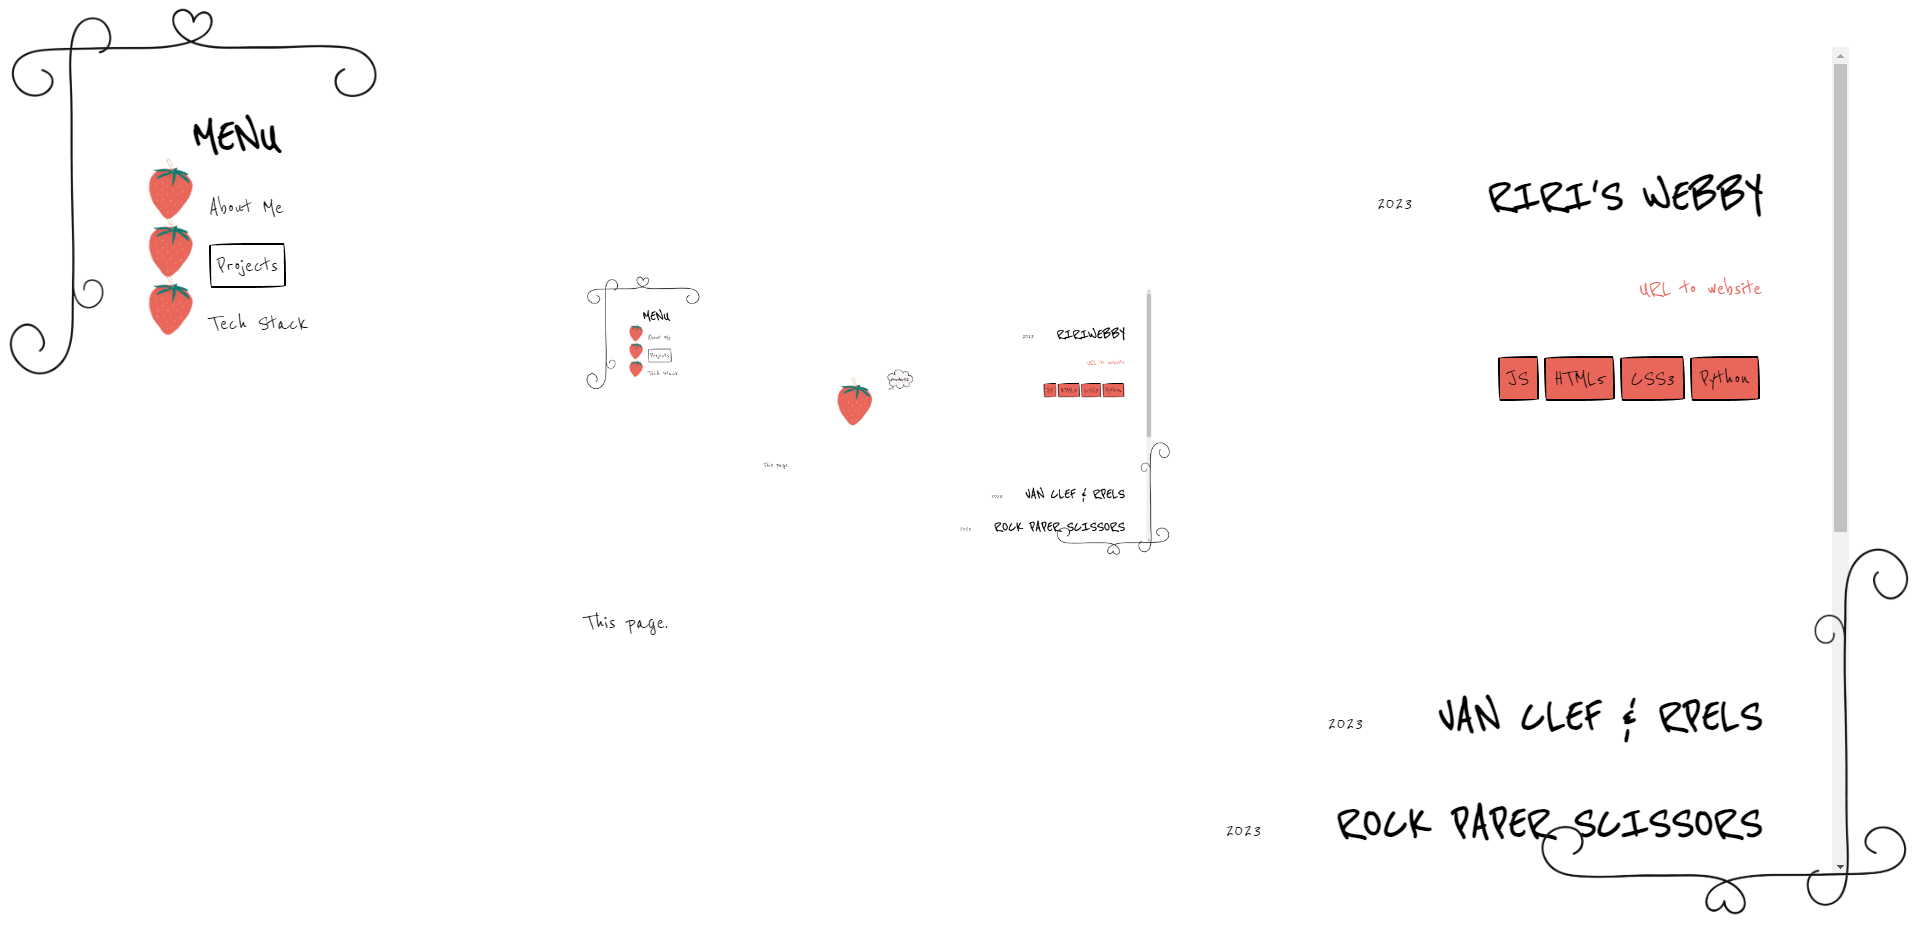 MENU
About Me
Projects
Tech Stack
2023 RIRI'S WEBBY
URL to website
JS HTML5 CSS3 Python
MENU
About Me
Projects
Tech Stack
2023 RIRIWEBBY
URL to website
JS HTML5 CSS3 Python
This page
2023 VAN CLEF & RPELS
ROCK PAPER SCISSORS
This page.
2023 VAN CLEF & RPELS
2023 ROCK PAPER SCISSORS